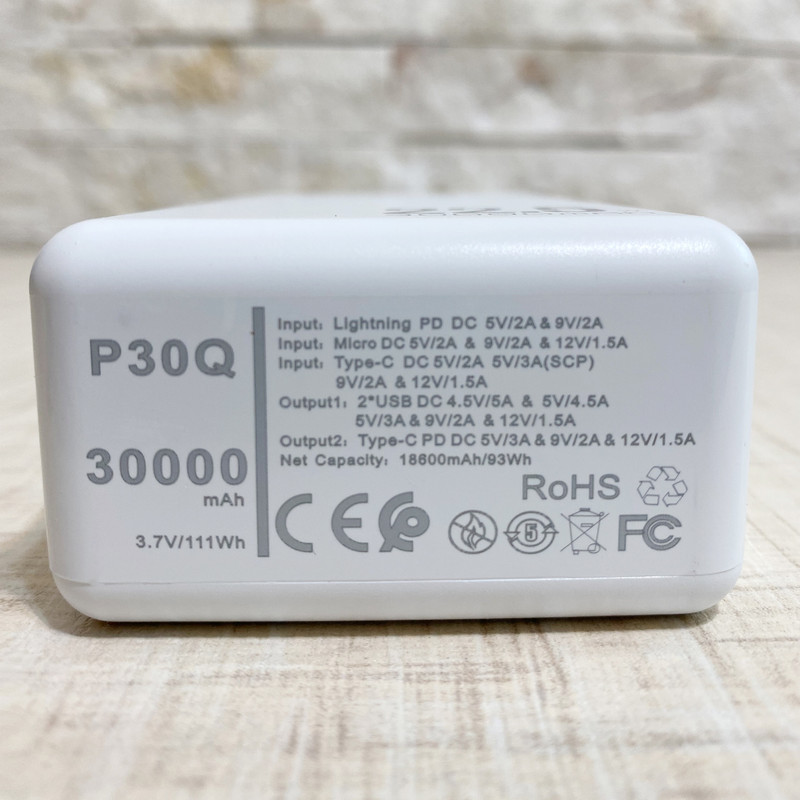 P30Q
30000
mAh
3.7V/111Wh
Input: Lightning PD DC 5V/2A & 9V/2A
Input: Micro DC 5V/2A & 9V/2A & 12V/1.5A
Input: Type-C DC 5V/2A 5V/3A(SCP)
9V/2A & 12V/1.5A
Output1: 2*USB DC 4.5V/5A & 5V/4.5A
5V/3A & 9V/2A & 12V/1.5A
Output2: Type-C PD DC 5V/3A & 9V/2A & 12V/1.5A
Net Capacity: 18600mAh/93Wh
RoHS
CE
5
FC